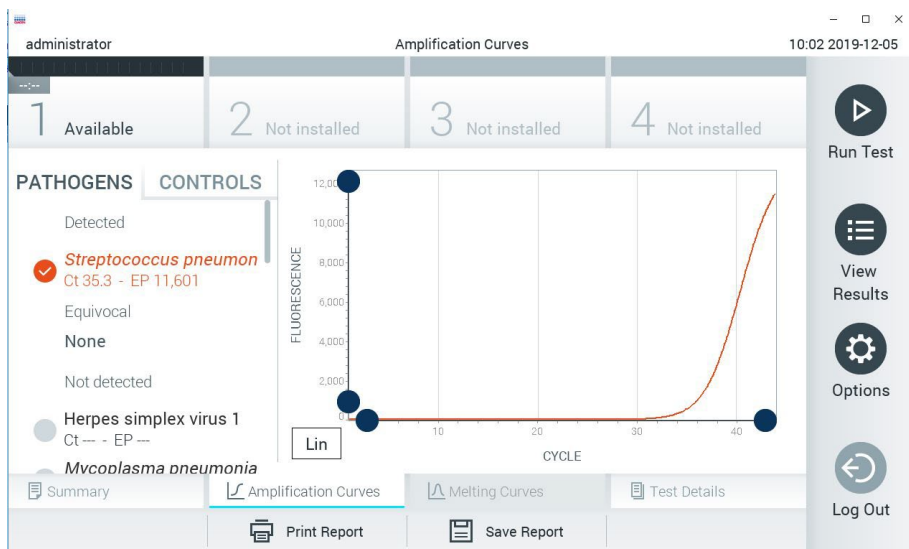 administrator
Amplification Curves
10:02 2019-12-05
--:--
1 Available
2 Not installed
3 Not installed
4 Not installed
Run Test
View
Results
Options
Log Out
PATHOGENS CONTROLS
Detected
Streptococcus pneumon
Ct 35.3 - EP 11,601
Equivocal
None
Not detected
Herpes simplex virus 1
Ct --- - EP ---
Mycoplasma pneumonia
FLUORESCENCE
12,00
10,000
8,000
6,000
4,000
2,000
0
10 20 30 40
CYCLE
Lin
Summary
Amplification Curves
Melting Curves
Test Details
Print Report
Save Report